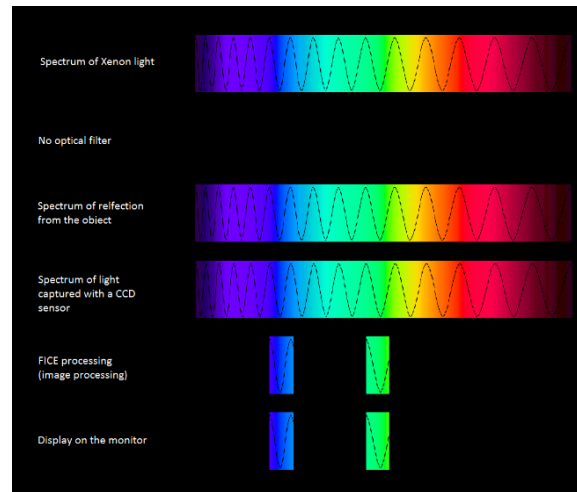 Spectrum of Xenon light
No optical filter
Spectrum of relfection
from the object
Spectrum of light
captured with a CCD
sensor
FICE processing
(image processing)
Display on the monitor